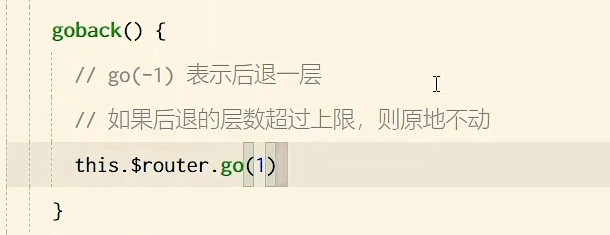 goback() {
// go(-1) 表示后退一层
// 如果后退的层数超过上限，则原地不动
this.$router.go(1)
}